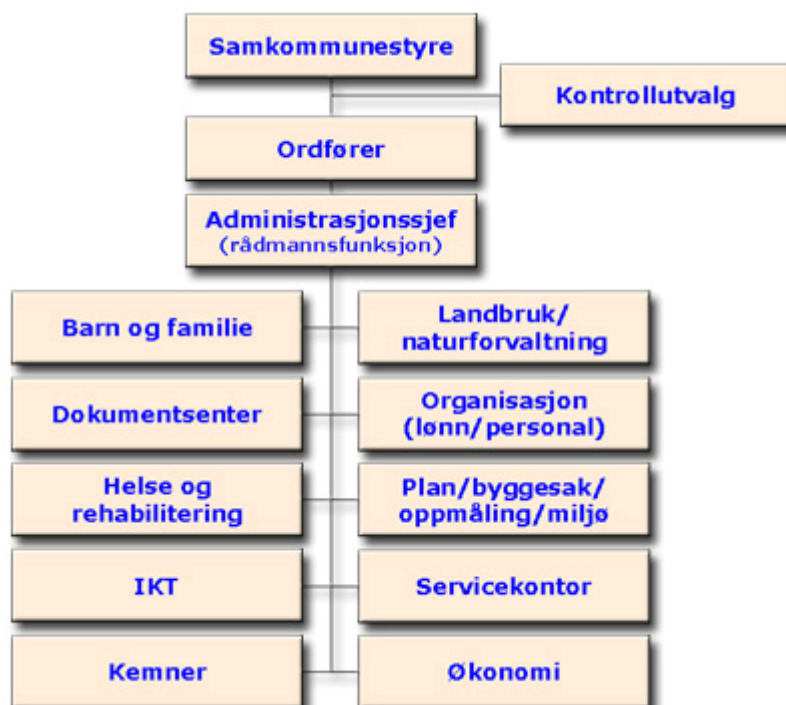 Samkommunestyre
Kontrollutvalg
Ordfører
Administrasjonssjef
(rådmannsfunksjon)
Barn og familie
Landbruk/
naturforvaltning
Dokumentsenter
Organisasjon
(lønn/personal)
Helse og
rehabilitering
Plan/byggesak/
oppmåling/miljø
IKT
Servicekontor
Kemner
Økonomi